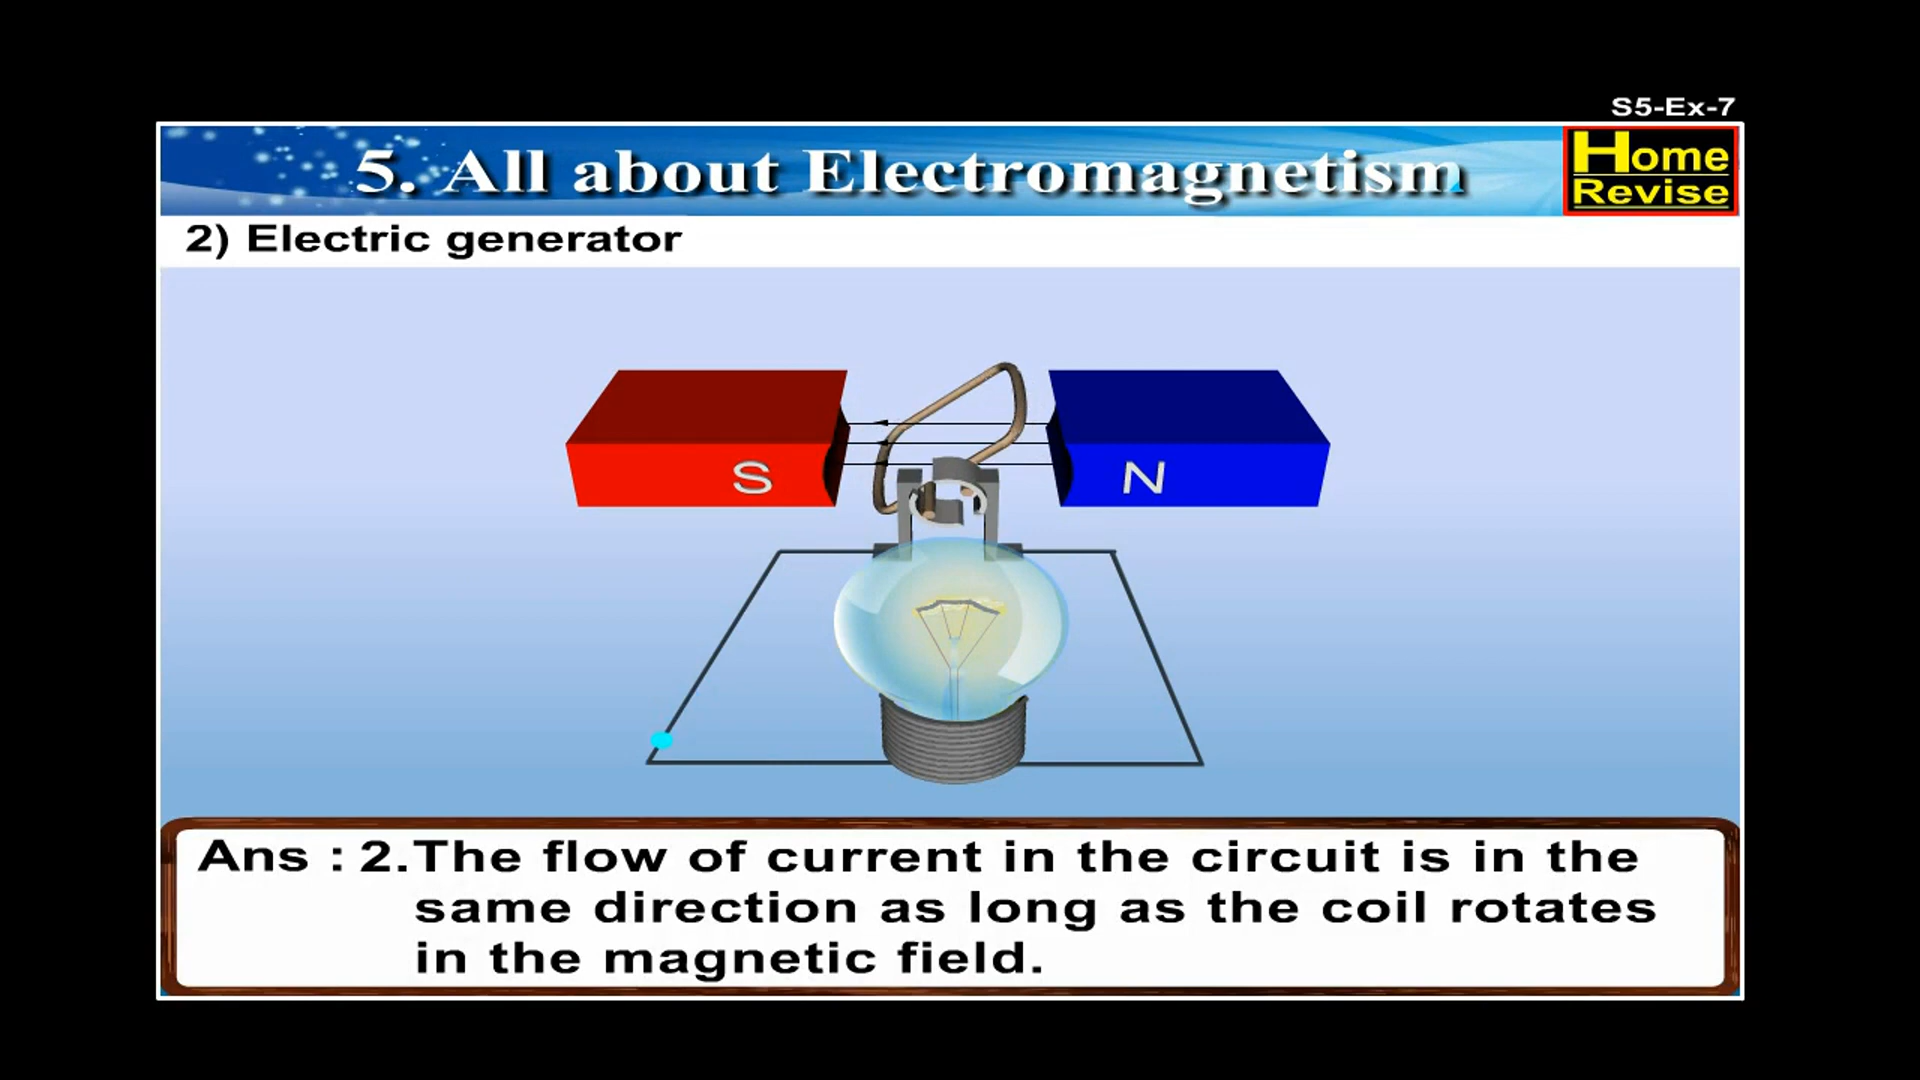 S5-Ex-7
5. All about Electromagnetism
Home
Revise
2) Electric generator
S
N
Ans : 2.The flow of current in the circuit is in the
same direction as long as the coil rotates
in the magnetic field.